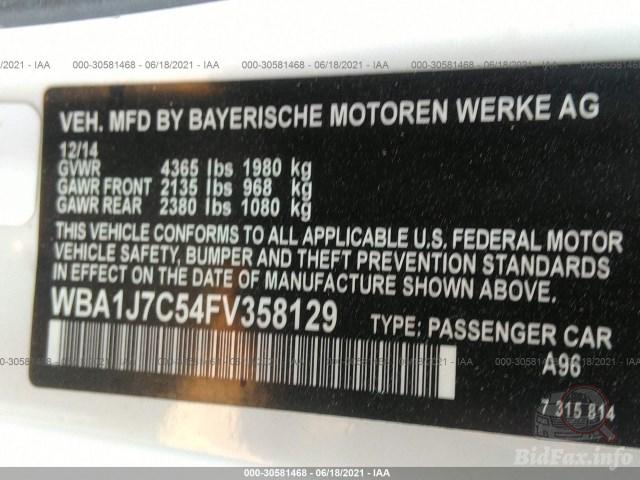 000-30581468 - 06/18/2021 - IAA
VEH. MFD BY BAYERISCHE MOTOREN WERKE AG
12/14
GVWR 4365 lbs 1980 kg
GAWR FRONT 2135 lbs 968 kg
GAWR REAR 2380 lbs 1080 kg
THIS VEHICLE CONFORMS TO ALL APPLICABLE U.S. FEDERAL MOTOR
VEHICLE SAFETY, BUMPER AND THEFT PREVENTION STANDARDS
IN EFFECT ON THE DATE OF MANUFACTURE SHOWN ABOVE.
WBA1J7C54FV358129 TYPE: PASSENGER CAR
A96
7 315 814
BidFax.info
000-30581468 - 06/18/2021 - IAA